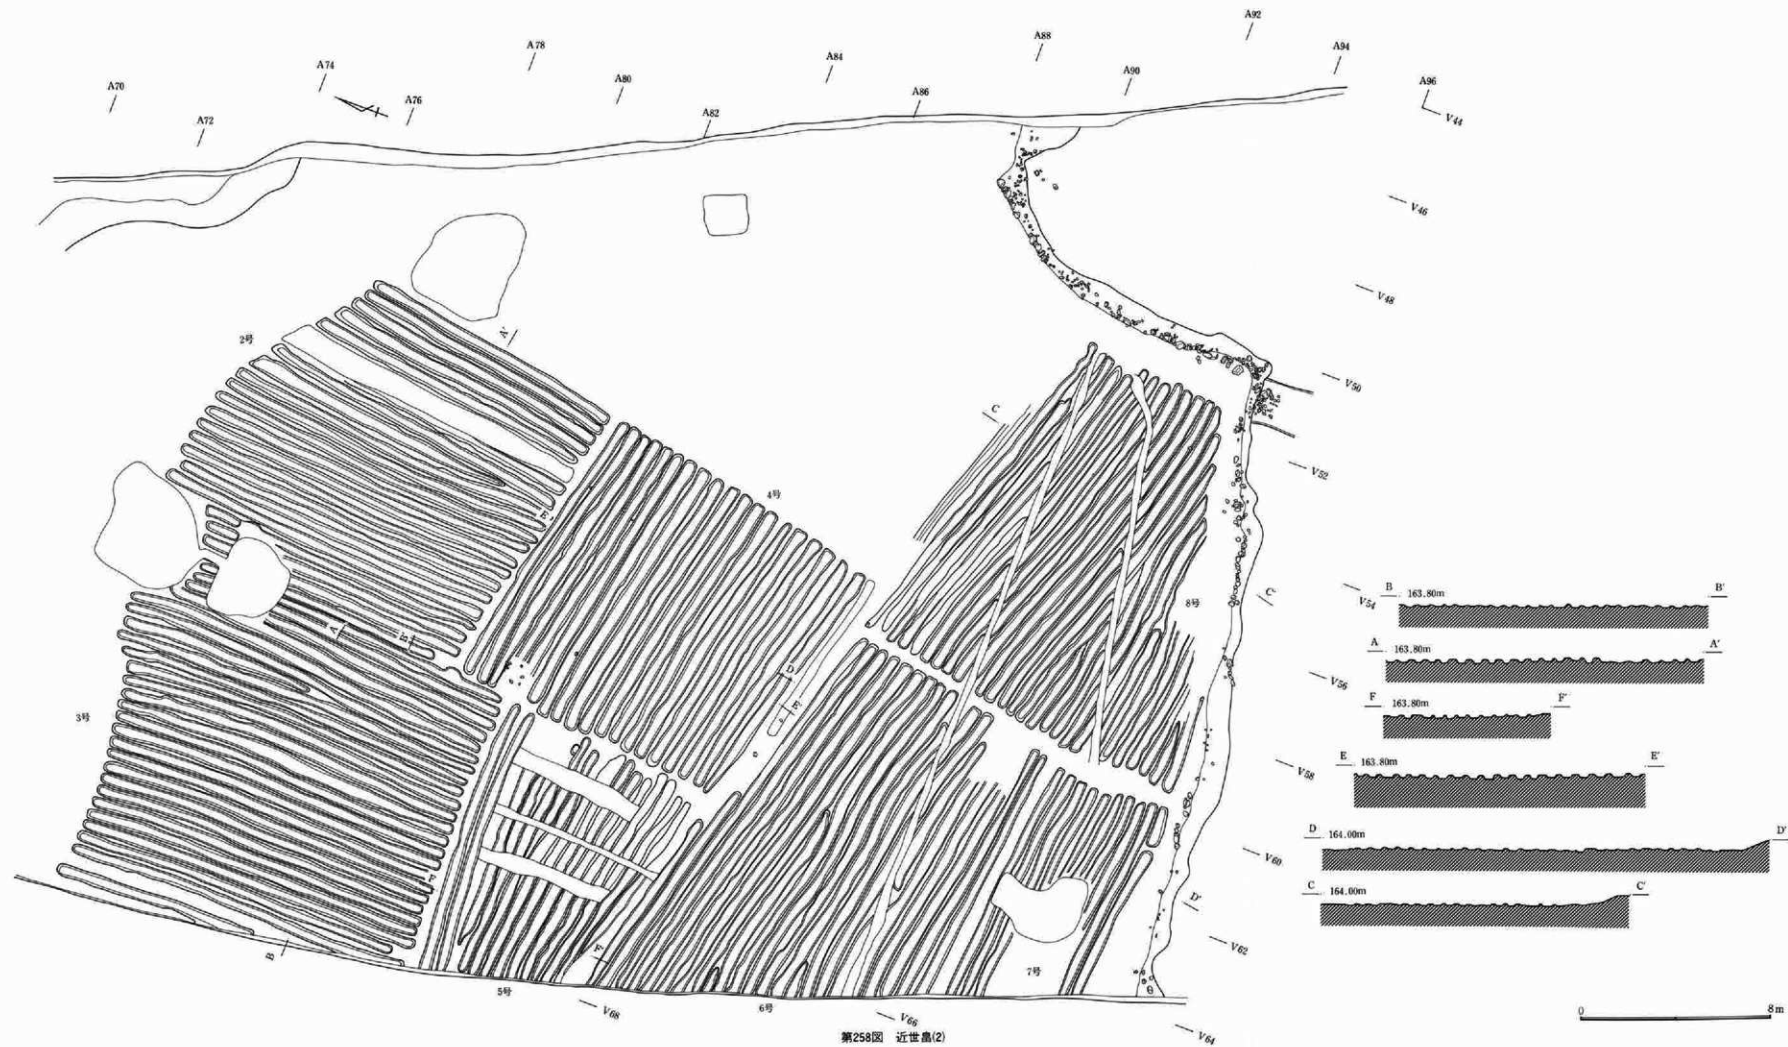 A92
A78
A88
A94
A74
A84
A70
A80
A90
A96
A76
A86
A72
A82
V44
V46
V48
A'
2号
V50
C
V52
4号
E
8号
C'
V54
A
B'
D
E'
V56
3号
V58
F
V60
D'
V62
B
F'
7号
5号
6号
V68
V66
V64
B 163.80m B'
A 163.80m A'
F 163.80m F'
E 163.80m E'
D 164.00m D'
C 164.00m C'
0 8m
第258図 近世畠(2)